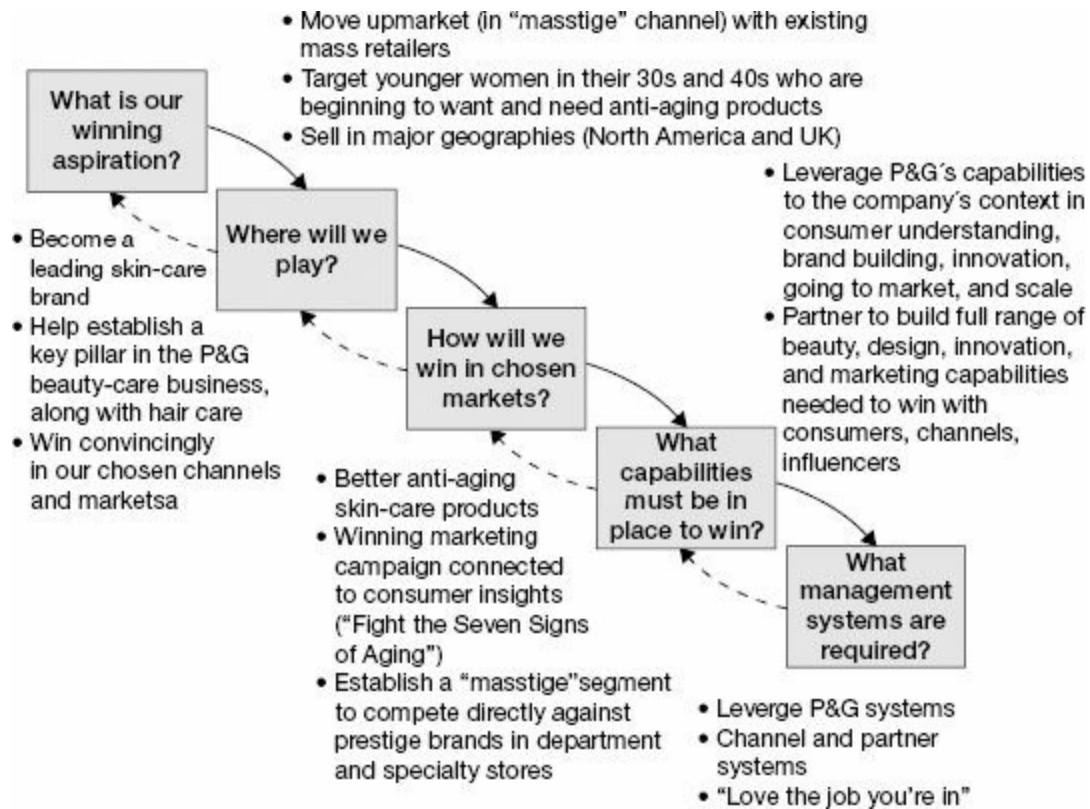 • Move upmarket (in “masstige” channel) with existing
mass retailers
• Target younger women in their 30s and 40s who are
beginning to want and need anti-aging products
• Sell in major geographies (North America and UK)
What is our
winning
aspiration?
• Become a
leading skin-care
brand
• Help establish a
key pillar in the P&G
beauty-care business,
along with hair care
• Win convincingly
in our chosen channels
and marketsa
Where will we
play?
How will we
win in chosen
markets?
• Better anti-aging
skin-care products
• Winning marketing
campaign connected
to consumer insights
(“Fight the Seven Signs
of Aging”)
• Establish a “masstige”segment
to compete directly against
prestige brands in department
and specialty stores
• Leverage P&G´s capabilities
to the company´s context in
consumer understanding,
brand building, innovation,
going to market, and scale
• Partner to build full range of
beauty, design, innovation,
and marketing capabilities
needed to win with
consumers, channels,
influencers
What
capabilities
must be in
place to win?
What
management
systems are
required?
• Leverge P&G systems
• Channel and partner
systems
• “Love the job you’re in”